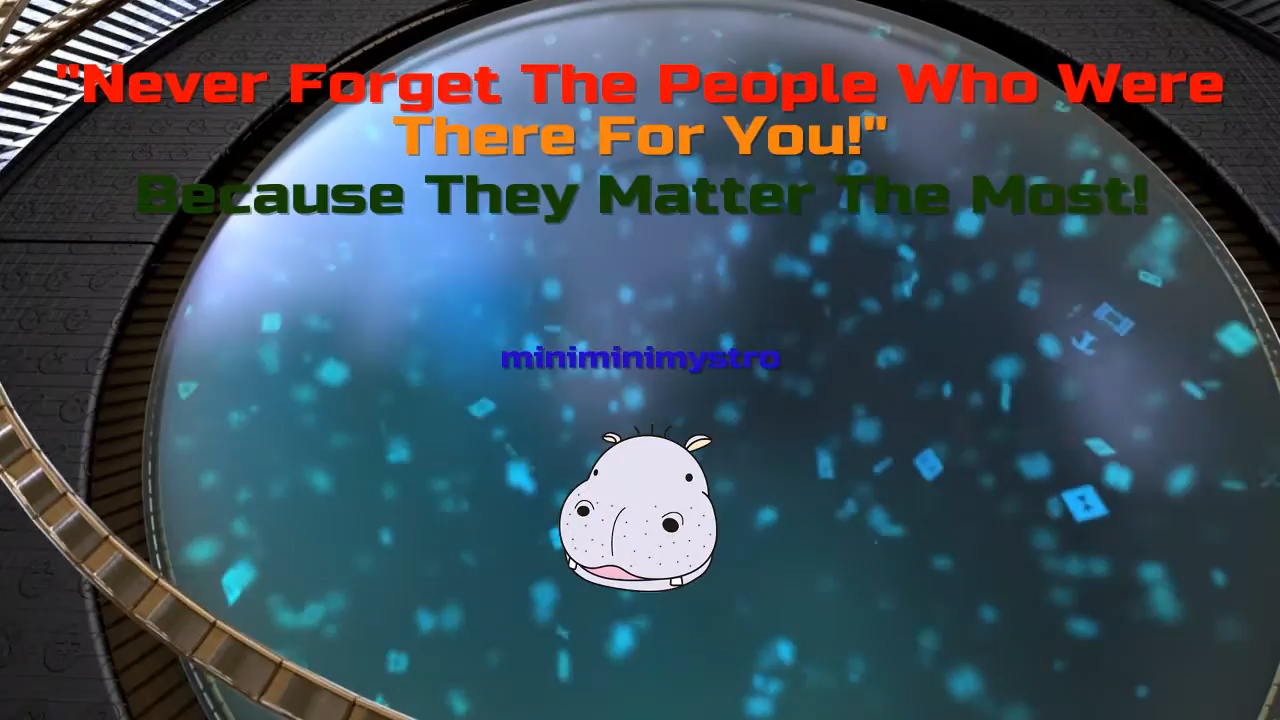 "Never Forget The People Who Were
There For You!"
Because They Matter The Most!
miniminimystro